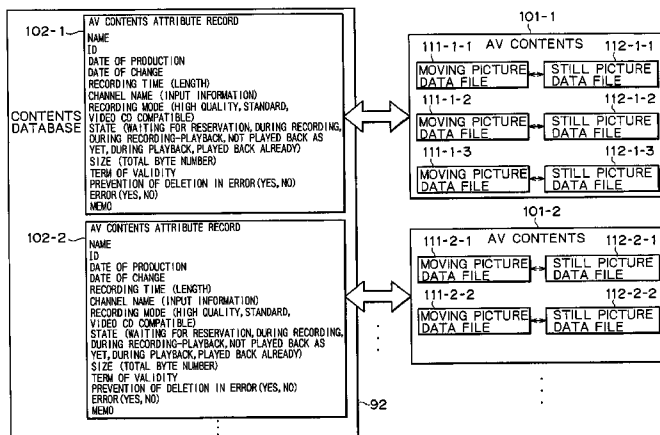 102-1
AV CONTENTS ATTRIBUTE RECORD
NAME
ID
DATE OF PRODUCTION
DATE OF CHANGE
RECORDING TIME (LENGTH)
CHANNEL NAME (INPUT INFORMATION)
RECORDING MODE (HIGH QUALITY, STANDARD,
VIDEO CD COMPATIBLE)
STATE (WAITING FOR RESERVATION, DURING RECORDING,
DURING RECORDING-PLAYBACK, NOT PLAYED BACK AS
YET, DURING PLAYBACK, PLAYED BACK ALREADY)
SIZE (TOTAL BYTE NUMBER)
TERM OF VALIDITY
PREVENTION OF DELETION IN ERROR (YES, NO)
ERROR (YES, NO)
MEMO
CONTENTS
DATABASE
102-2
AV CONTENTS ATTRIBUTE RECORD
NAME
ID
DATE OF PRODUCTION
DATE OF CHANGE
RECORDING TIME (LENGTH)
CHANNEL NAME (INPUT INFORMATION)
RECORDING MODE (HIGH QUALITY, STANDARD,
VIDEO CD COMPATIBLE)
STATE (WAITING FOR RESERVATION, DURING RECORDING,
DURING RECORDING-PLAYBACK, NOT PLAYED BACK AS
YET, DURING PLAYBACK, PLAYED BACK ALREADY)
SIZE (TOTAL BYTE NUMBER)
TERM OF VALIDITY
PREVENTION OF DELETION IN ERROR (YES, NO)
ERROR (YES, NO)
MEMO
92
101-1
AV CONTENTS
111-1-1
112-1-1
MOVING PICTURE
DATA FILE
STILL PICTURE
DATA FILE
111-1-2
112-1-2
MOVING PICTURE
DATA FILE
STILL PICTURE
DATA FILE
111-1-3
112-1-3
MOVING PICTURE
DATA FILE
STILL PICTURE
DATA FILE
101-2
AV CONTENTS
111-2-1
112-2-1
MOVING PICTURE
DATA FILE
STILL PICTURE
DATA FILE
111-2-2
112-2-2
MOVING PICTURE
DATA FILE
STILL PICTURE
DATA FILE